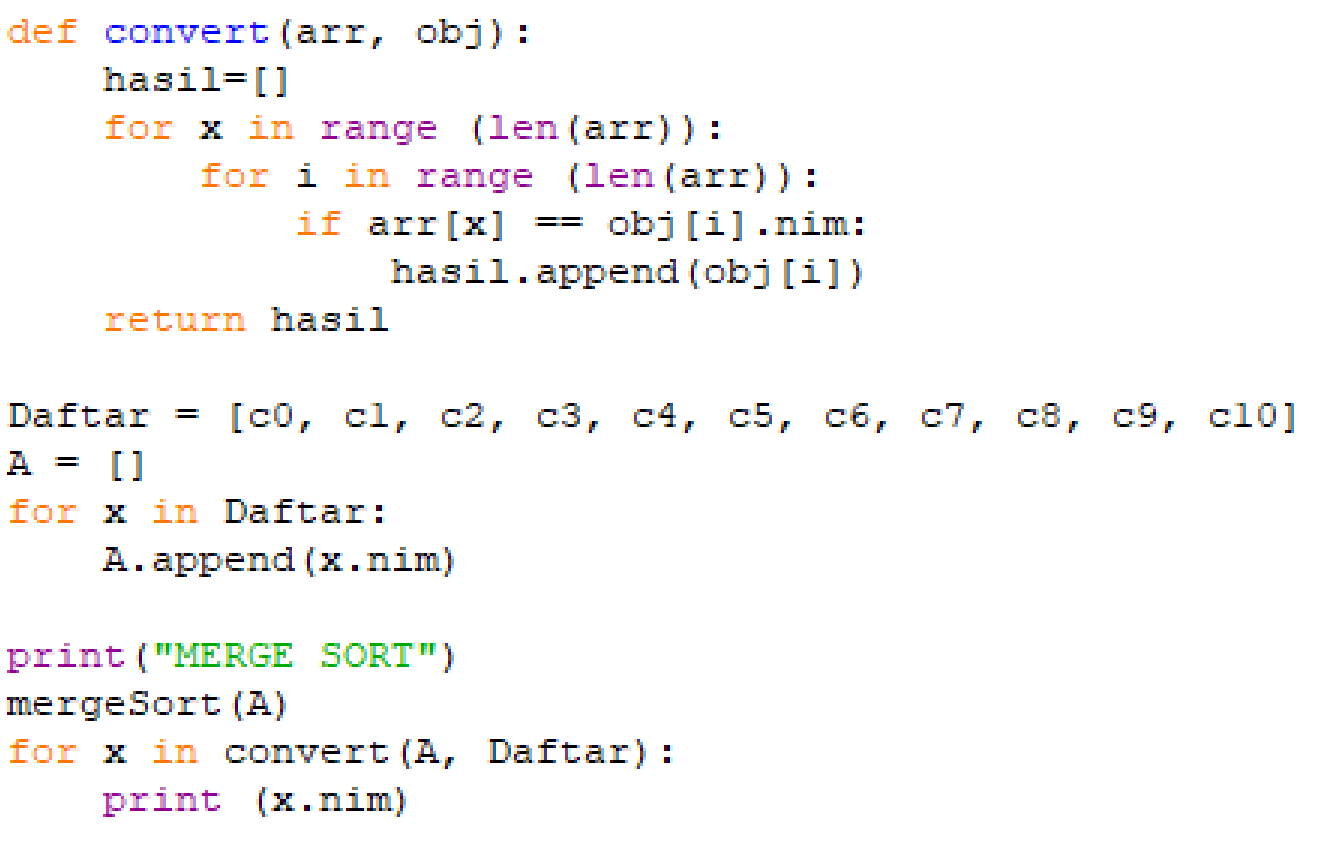 def convert(arr, obj):
    hasil=[]
    for x in range (len(arr)):
        for i in range (len(arr)):
            if arr[x] == obj[i].nim:
                hasil.append(obj[i])
    return hasil

Daftar = [c0, c1, c2, c3, c4, c5, c6, c7, c8, c9, c10]
A = []
for x in Daftar:
    A.append(x.nim)

print("MERGE SORT")
mergeSort(A)
for x in convert(A, Daftar):
    print (x.nim)